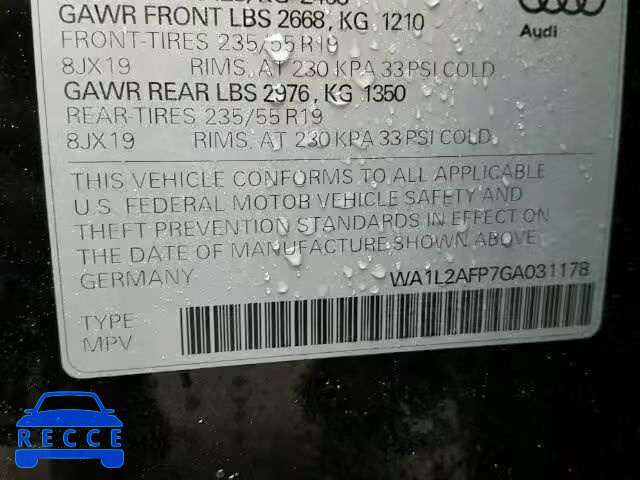 GAWR FRONT LBS 2668, KG 1210
FRONT-TIRES 235/55 R19
8JX19 RIMS, AT 230 KPA 33 PSI COLD
GAWR REAR LBS 2976, KG 1350
REAR-TIRES 235/55 R19
8JX19 RIMS, AT 230 KPA 33 PSI COLD
Audi
THIS VEHICLE CONFORMS TO ALL APPLICABLE
U.S. FEDERAL MOTOR VEHICLE SAFETY AND
THEFT PREVENTION STANDARDS IN EFFECT ON
THE DATE OF MANUFACTURE SHOWN ABOVE.
GERMANY
WA1L2AFP7GA031178
TYPE
MPV
RECCE